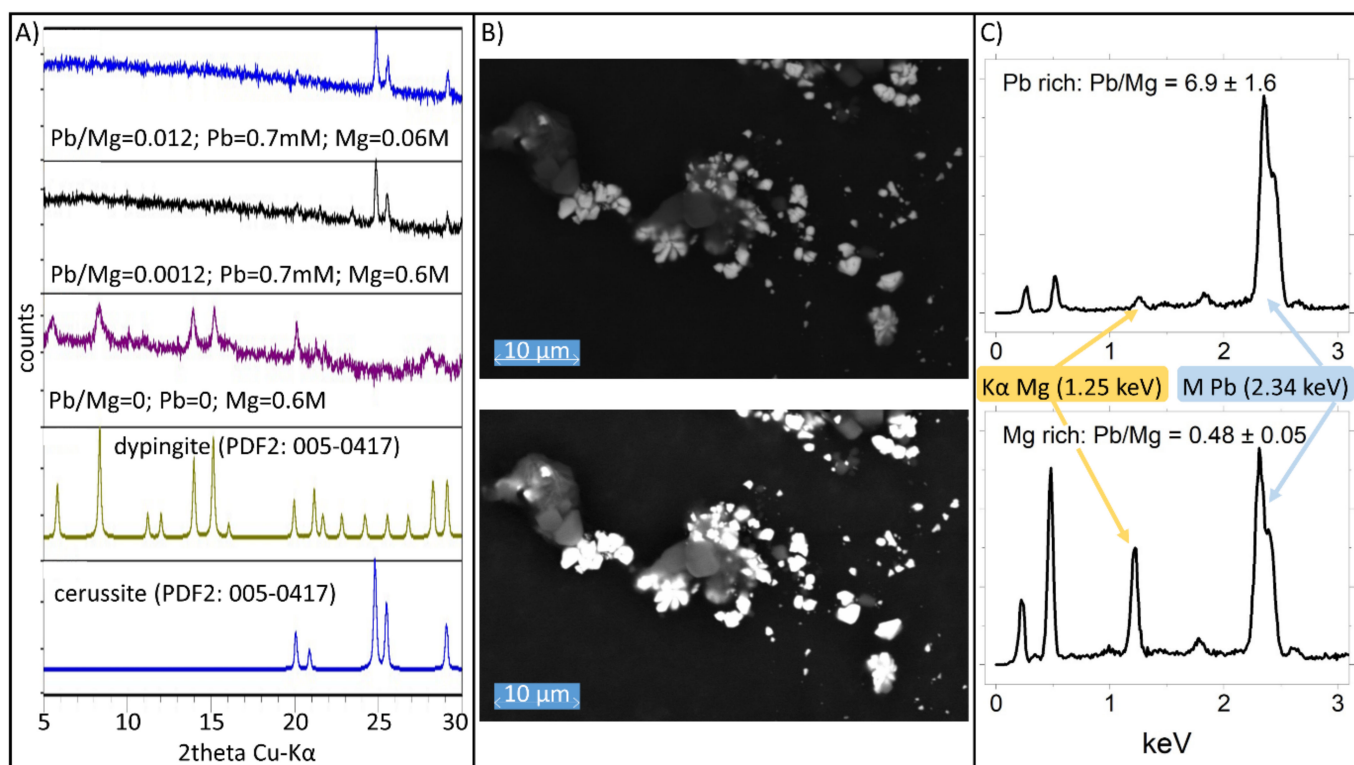 A)
Pb/Mg=0.012; Pb=0.7mM; Mg=0.06M
Pb/Mg=0.0012; Pb=0.7mM; Mg=0.6M
Pb/Mg=0; Pb=0; Mg=0.6M
dypingite (PDF2: 005-0417)
cerussite (PDF2: 005-0417)
counts
5 10 15 20 25 30
2theta Cu-Kα
B)
10 µm
10 µm
C)
Pb rich: Pb/Mg = 6.9 ± 1.6
0 1 2 3
Kα Mg (1.25 keV)
M Pb (2.34 keV)
Mg rich: Pb/Mg = 0.48 ± 0.05
0 1 2 3
keV